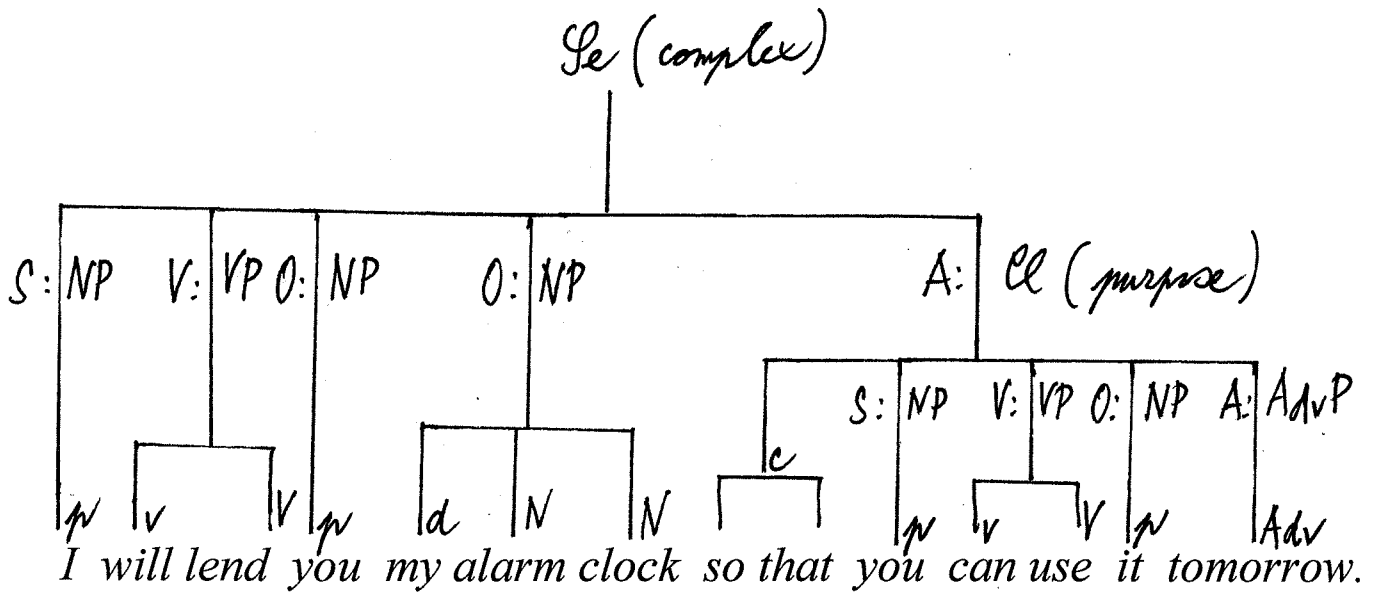 Se (complex)
S: NP V: VP O: NP O: NP A: Cl (purpose)
S: NP V: VP O: NP A: AdvP
c
p v V p d N N p v V p Adv
I will lend you my alarm clock so that you can use it tomorrow.